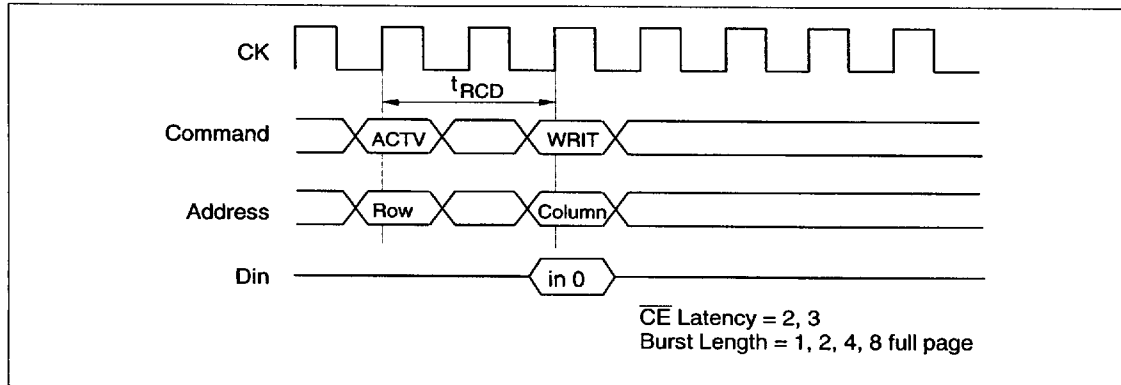 CK
tRCD
Command ACTV WRIT
Address Row Column
Din in 0
CE Latency = 2, 3
Burst Length = 1, 2, 4, 8 full page